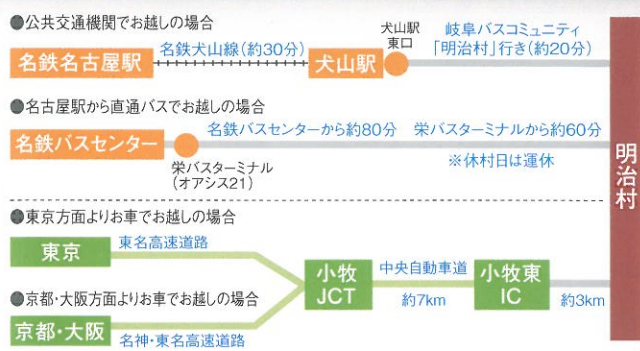 ●公共交通機関でお越しの場合
名鉄名古屋駅
名鉄犬山線(約30分)
犬山駅
犬山駅
東口
岐阜バスコミュニティ
「明治村」行き(約20分)
●名古屋駅から直通バスでお越しの場合
名鉄バスセンター
栄バスターミナル
(オアシス21)
名鉄バスセンターから約80分
栄バスターミナルから約60分
※休村日は運休
明治村
●東京方面よりお車でお越しの場合
東京
東名高速道路
●京都・大阪方面よりお車でお越しの場合
京都・大阪
名神・東名高速道路
小牧
JCT
中央自動車道
約7km
小牧東
IC
約3km